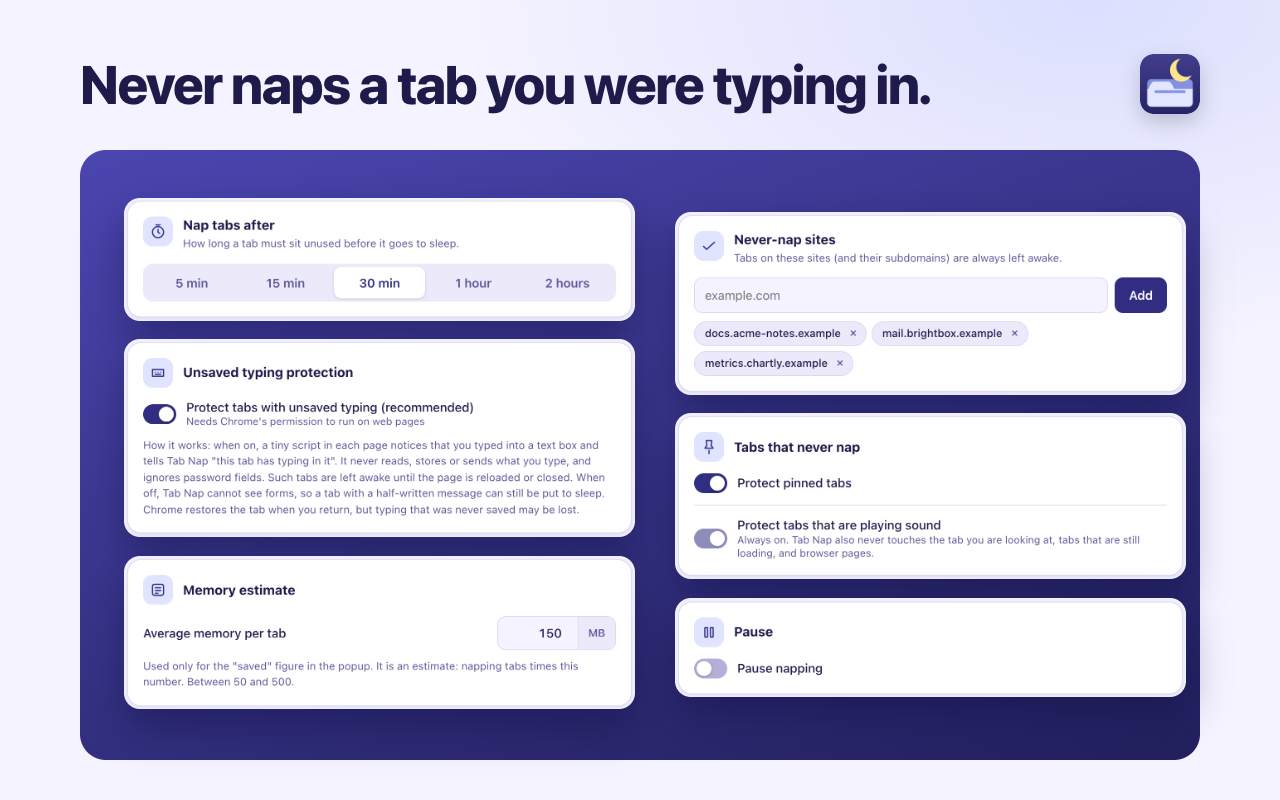 Never naps a tab you were typing in.
Nap tabs after
How long a tab must sit unused before it goes to sleep.
5 min 15 min 30 min 1 hour 2 hours
Unsaved typing protection
Protect tabs with unsaved typing (recommended)
Needs Chrome's permission to run on web pages
How it works: when on, a tiny script in each page notices that you typed into a text box and
tells Tab Nap "this tab has typing in it". It never reads, stores or sends what you type, and
ignores password fields. Such tabs are left awake until the page is reloaded or closed. When
off, Tab Nap cannot see forms, so a tab with a half-written message can still be put to sleep.
Chrome restores the tab when you return, but typing that was never saved may be lost.
Memory estimate
Average memory per tab 150 MB
Used only for the "saved" figure in the popup. It is an estimate: napping tabs times this
number. Between 50 and 500.
Never-nap sites
Tabs on these sites (and their subdomains) are always left awake.
example.com Add
docs.acme-notes.example × mail.brightbox.example ×
metrics.chartly.example ×
Tabs that never nap
Protect pinned tabs
Protect tabs that are playing sound
Always on. Tab Nap also never touches the tab you are looking at, tabs that are still
loading, and browser pages.
Pause
Pause napping